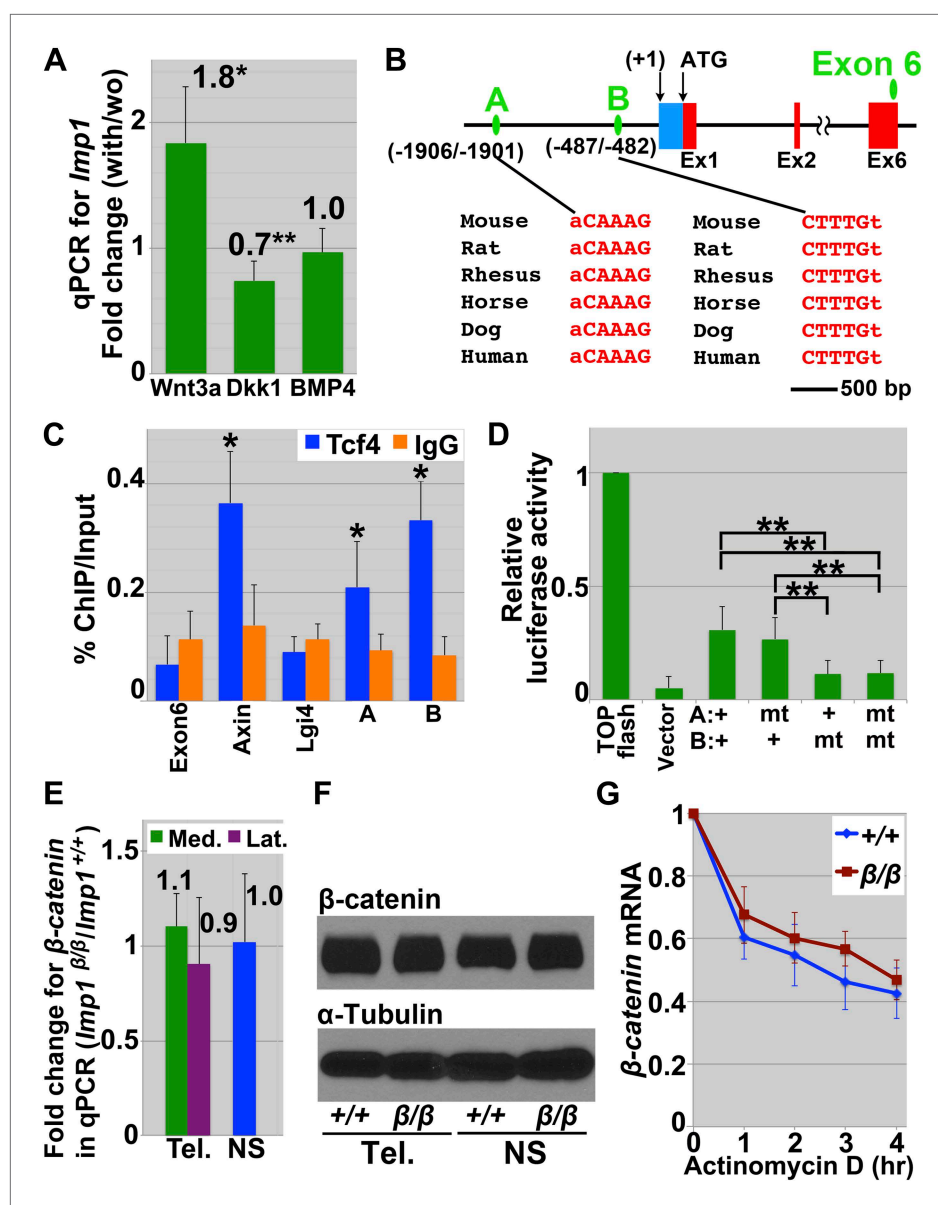 A
qPCR for Imp1
Fold change (with/wo)
2
1
0
1.8*
0.7**
1.0
Wnt3a Dkk1 BMP4
B
(+1) ATG
Exon 6
A
B
(-1906/-1901)
(-487/-482)
Ex1
Ex2
Ex6
Mouse aCAAAG
Rat aCAAAG
Rhesus aCAAAG
Horse aCAAAG
Dog aCAAAG
Human aCAAAG
Mouse CTTTGt
Rat CTTTGt
Rhesus CTTTGt
Horse CTTTGt
Dog CTTTGt
Human CTTTGt
500 bp
C
Tcf4 IgG
% ChIP/Input
0.4
0.2
0
* * *
Exon6 Axin Lgi4 A B
D
Relative
luciferase activity
1
0.5
0
**
**
**
**
TOP
flash
Vector
A:+ mt + mt
B:+ + mt mt
E
Fold change for β-catenin
in qPCR (Imp1 β/β/Imp1 +/+)
Med. Lat.
1.5
1
0.5
0
1.1
0.9
1.0
Tel. NS
F
β-catenin
α-Tubulin
+/+ β/β +/+ β/β
Tel. NS
G
β-catenin mRNA
1
0.8
0.6
0.4
0.2
0
+/+
β/β
0 1 2 3 4
Actinomycin D (hr)